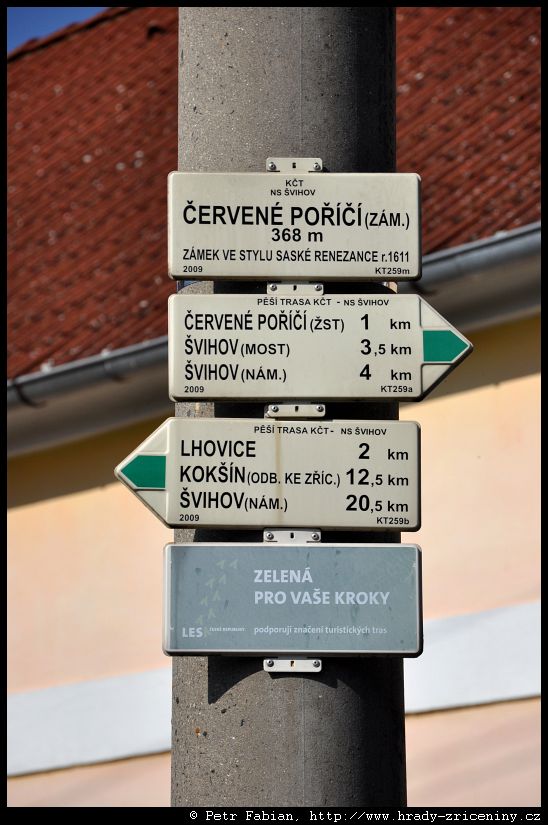 KČT
NS ŠVIHOV
ČERVENÉ POŘÍČÍ (ZÁM.)
368 m
ZÁMEK VE STYLU SASKÉ RENEZANCE r.1611
2009 KT259m
PĚŠÍ TRASA KČT - NS ŠVIHOV
ČERVENÉ POŘÍČÍ (ŽST) 1 km
ŠVIHOV (MOST) 3,5 km
ŠVIHOV (NÁM.) 4 km
2009 KT259a
PĚŠÍ TRASA KČT - NS ŠVIHOV
LHOVICE 2 km
KOKŠÍN (ODB. KE ZŘÍC.) 12,5 km
ŠVIHOV (NÁM.) 20,5 km
2009 KT259b
ZELENÁ
PRO VAŠE KROKY
LESY ČESKÉ REPUBLIKY podporují značení turistických tras
© Petr Fabian, http://www.hrady-zriceniny.cz